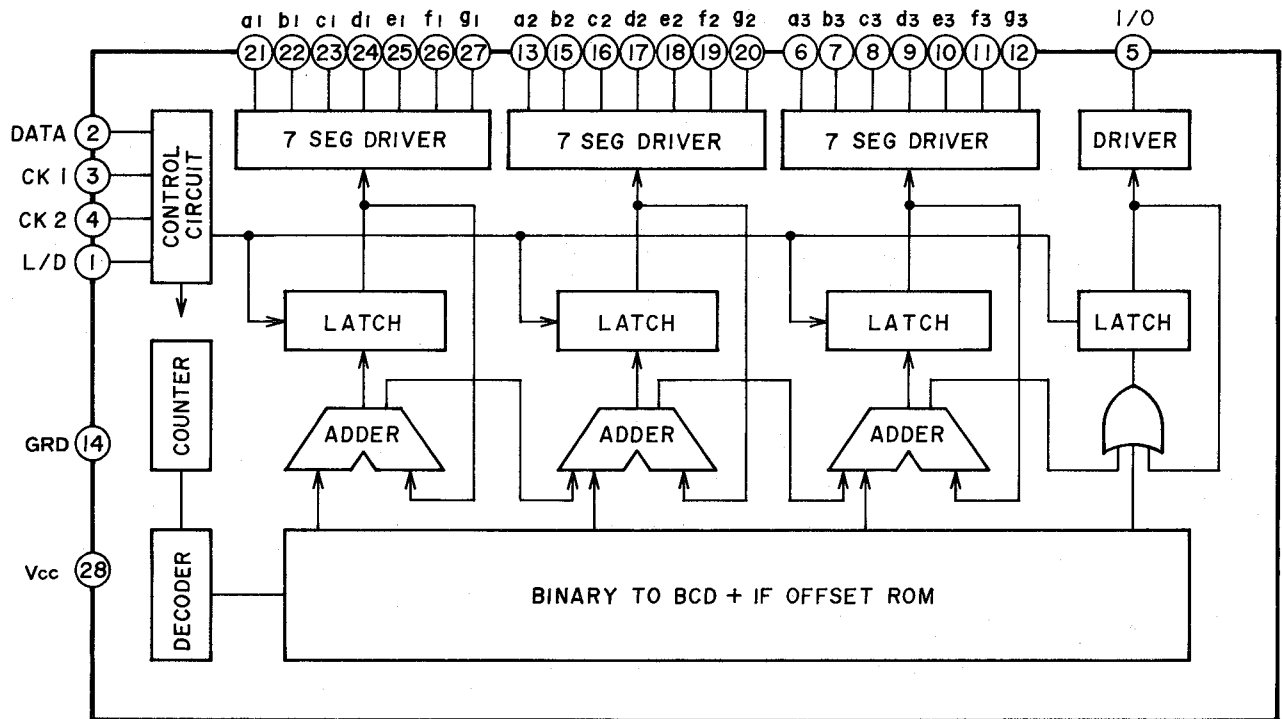 a1 b1 c1 d1 e1 f1 g1 a2 b2 c2 d2 e2 f2 g2 a3 b3 c3 d3 e3 f3 g3 I/O
21 22 23 24 25 26 27 13 15 16 17 18 19 20 6 7 8 9 10 11 12 5
7 SEG DRIVER 7 SEG DRIVER 7 SEG DRIVER DRIVER
DATA 2
CK 1 3
CK 2 4
L/D 1
CONTROL
CIRCUIT
LATCH LATCH LATCH LATCH
COUNTER
ADDER ADDER ADDER
GRD 14
Vcc 28
DECODER
BINARY TO BCD + IF OFFSET ROM